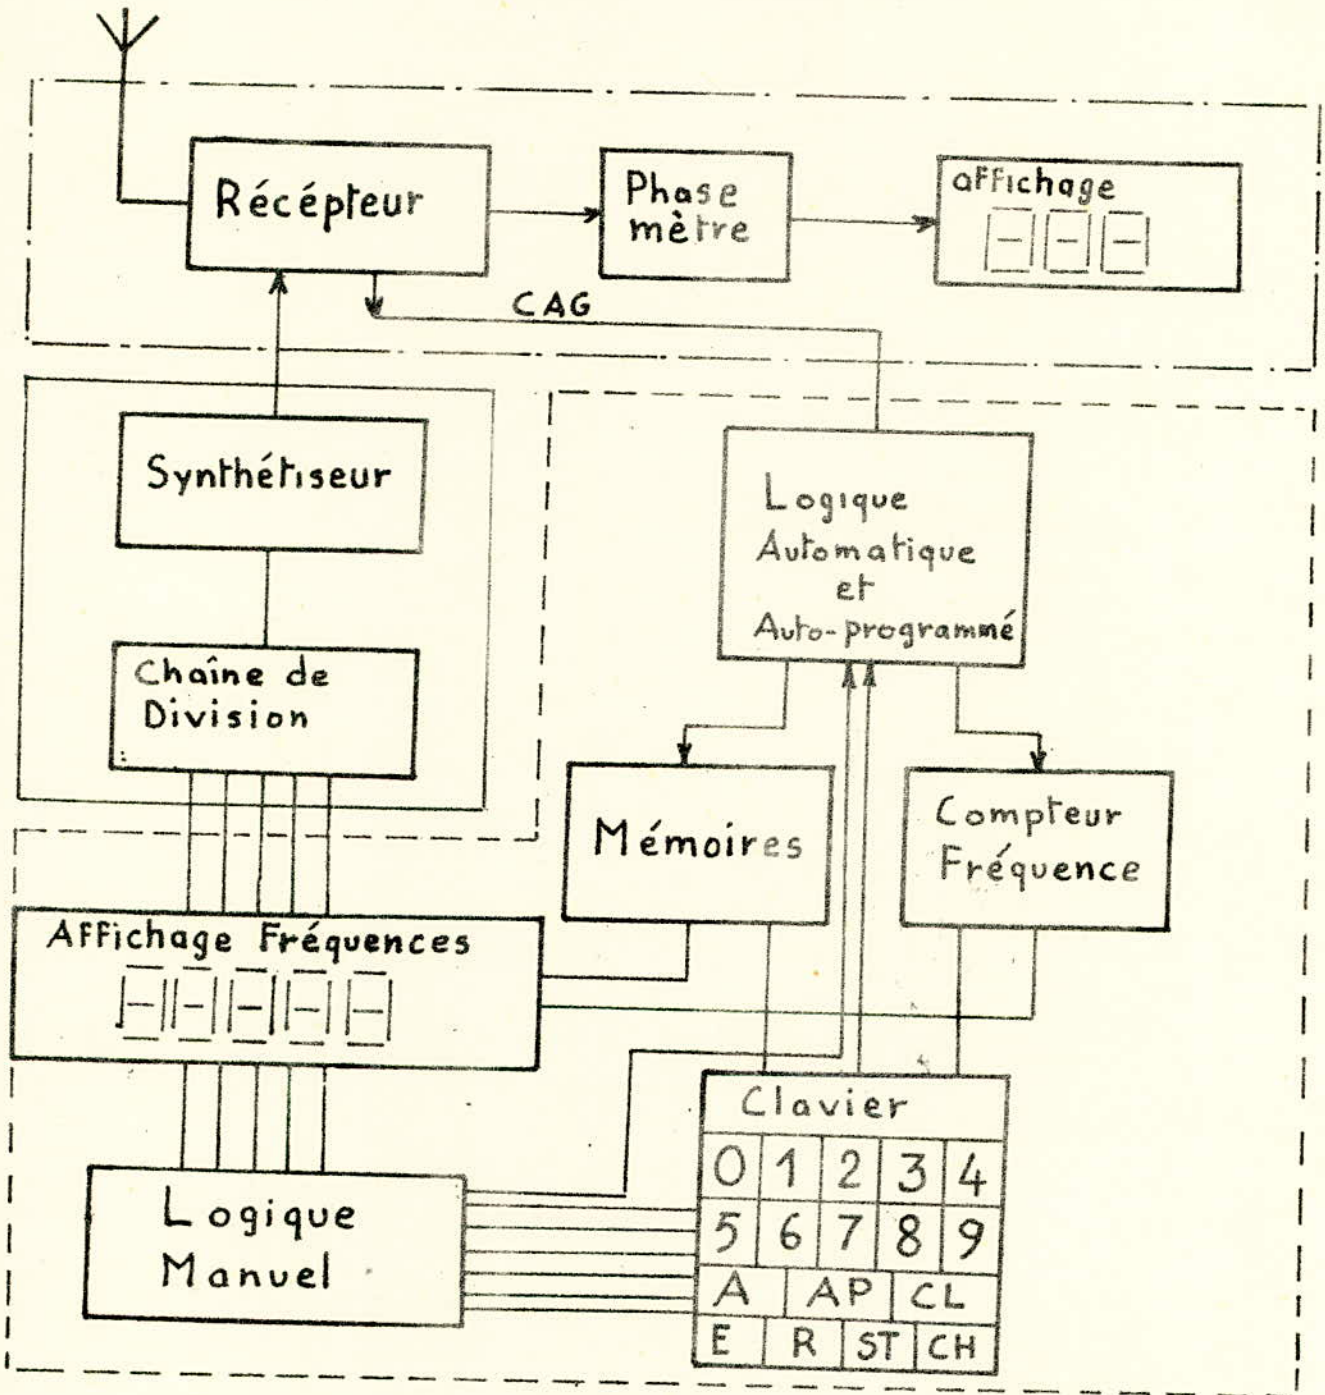 Récépteur
Phase
mètre
affichage
CAG
Synthétiseur
Logique
Automatique
et
Auto-programmé
Chaîne de
Division
Mémoires
Compteur
Fréquence
Affichage Fréquences
Clavier
0 1 2 3 4
5 6 7 8 9
A AP CL
E R ST CH
Logique
Manuel